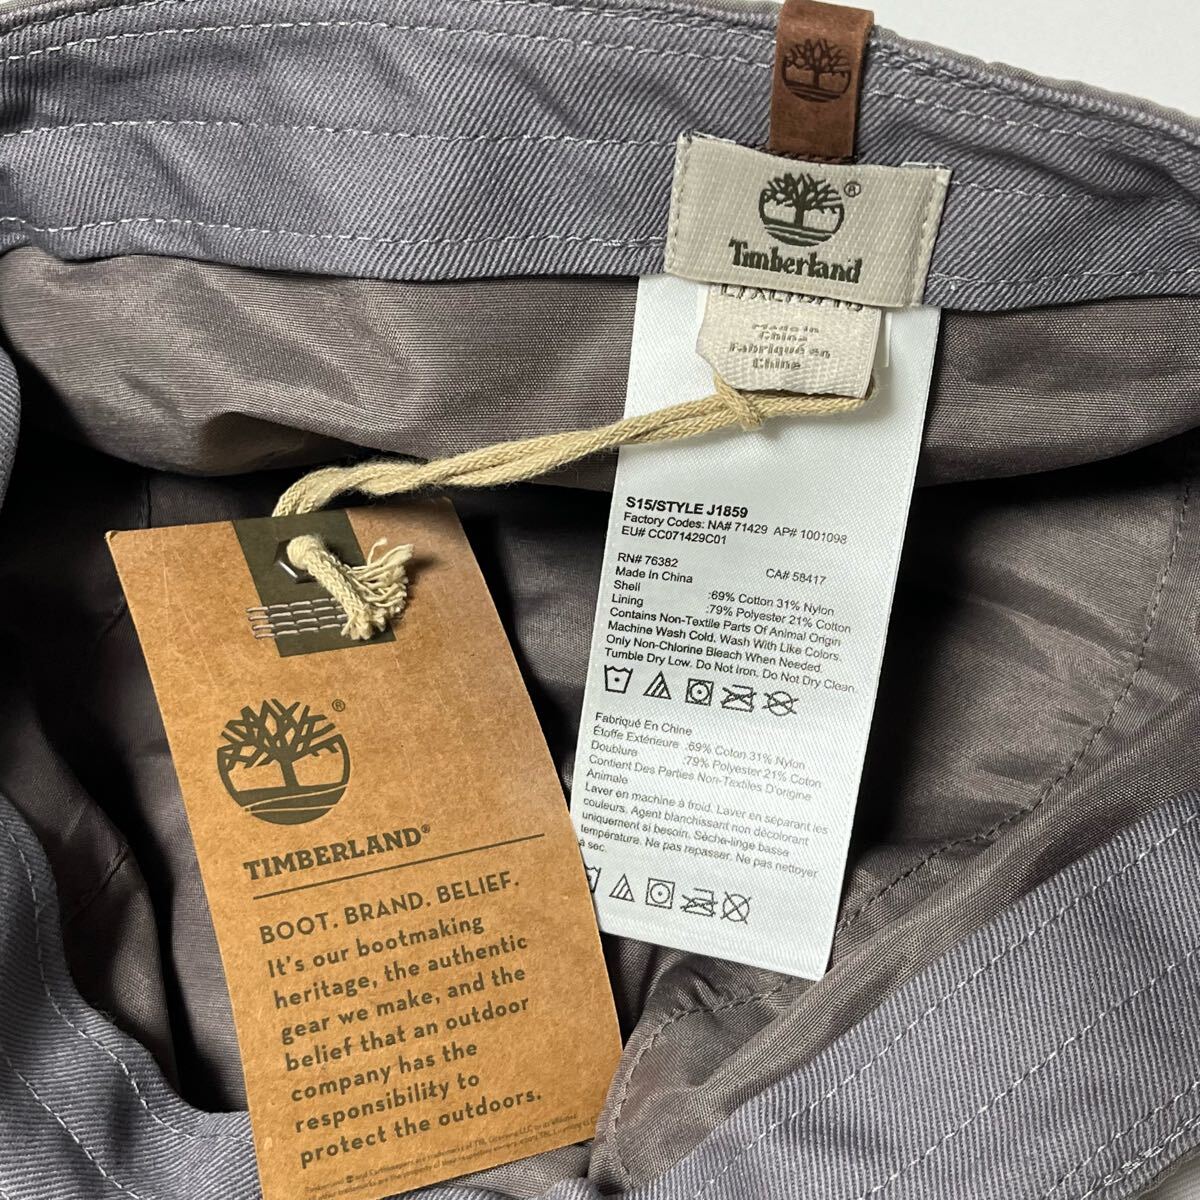 ®
Timberland
L/XL
Made in
China
Fabriqué en
Chine
S15/STYLE J1859
Factory Codes: NA# 71429 AP# 1001098
EU# CC071429C01
RN# 76382 CA# 58417
Made In China
Shell :69% Cotton 31% Nylon
Lining :79% Polyester 21% Cotton
Contains Non-Textile Parts Of Animal Origin
Machine Wash Cold. Wash With Like Colors.
Only Non-Chlorine Bleach When Needed.
Tumble Dry Low. Do Not Iron. Do Not Dry Clean.
Fabriqué En Chine
Étoffe Extérieure :69% Coton 31% Nylon
Doublure :79% Polyester 21% Coton
Contient Des Parties Non-Textiles D'origine
Animale
Laver en machine à froid. Laver en séparant les
couleurs. Agent blanchissant non décolorant
uniquement si besoin. Sèche-linge basse
température. Ne pas repasser. Ne pas nettoyer
à sec.
®
TIMBERLAND®
BOOT. BRAND. BELIEF.
It's our bootmaking
heritage, the authentic
gear we make, and the
belief that an outdoor
company has the
responsibility to
protect the outdoors.